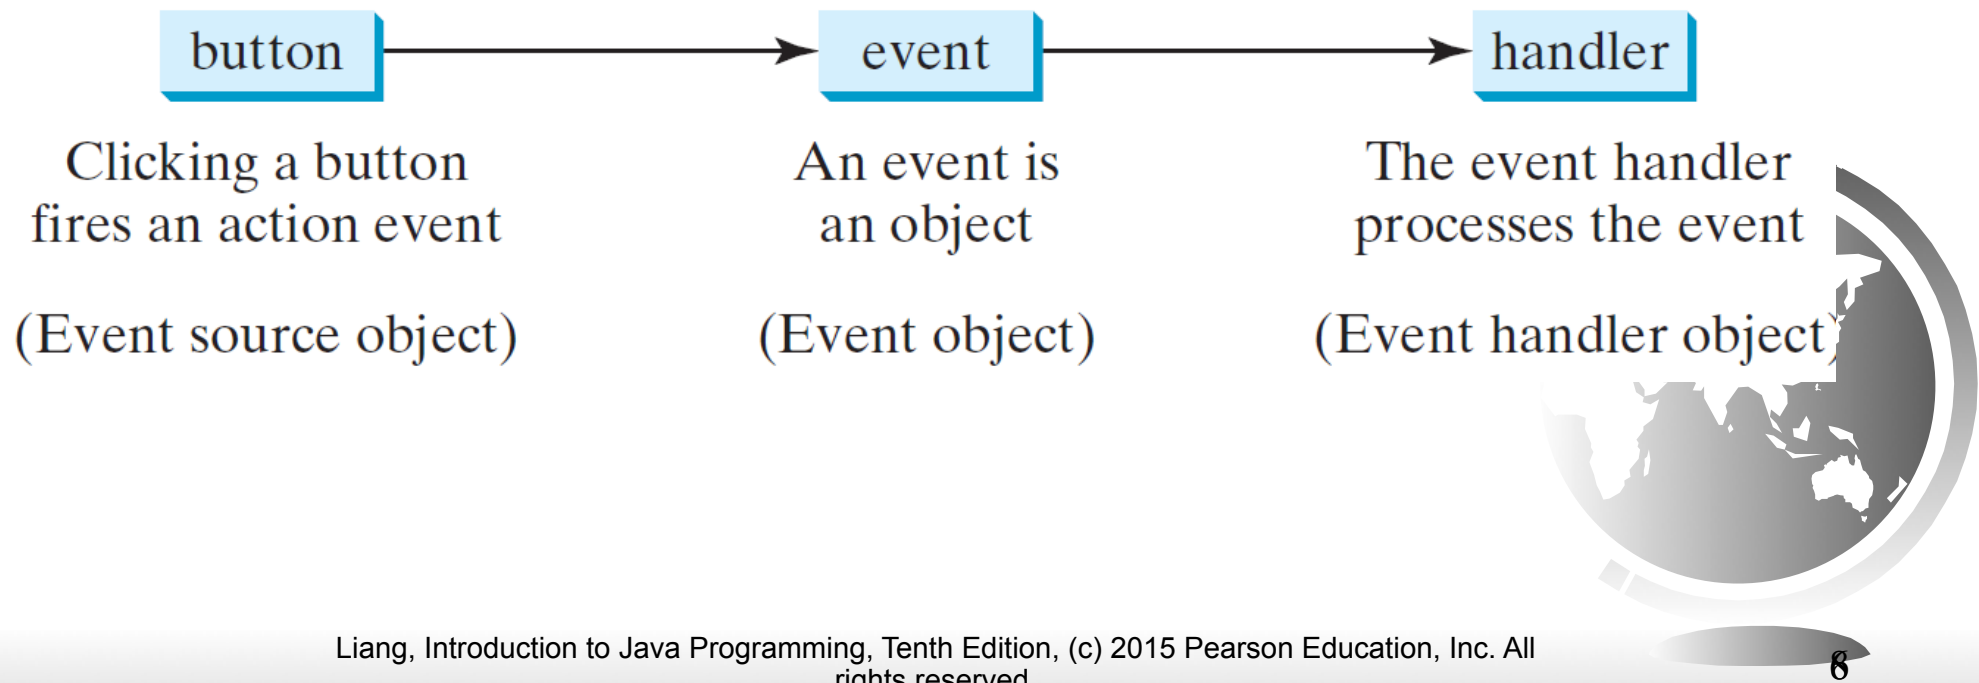 button
event
handler
Clicking a button
fires an action event
An event is
an object
The event handler
processes the event
(Event source object)
(Event object)
(Event handler object)
Liang, Introduction to Java Programming, Tenth Edition, (c) 2015 Pearson Education, Inc. All
rights reserved